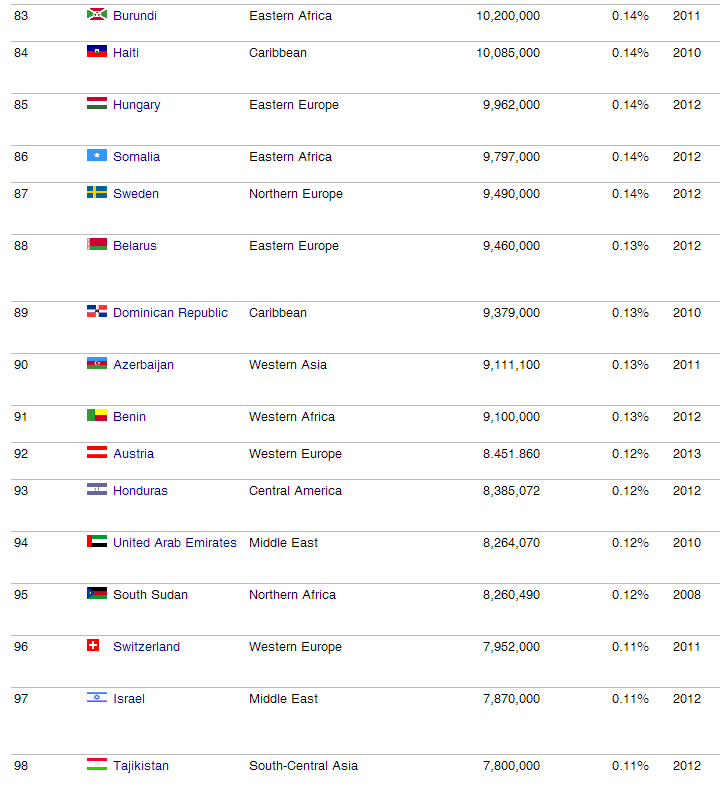 83 Burundi Eastern Africa 10,200,000 0.14% 2011
84 Haiti Caribbean 10,085,000 0.14% 2010
85 Hungary Eastern Europe 9,962,000 0.14% 2012
86 Somalia Eastern Africa 9,797,000 0.14% 2012
87 Sweden Northern Europe 9,490,000 0.14% 2012
88 Belarus Eastern Europe 9,460,000 0.13% 2012
89 Dominican Republic Caribbean 9,379,000 0.13% 2010
90 Azerbaijan Western Asia 9,111,100 0.13% 2011
91 Benin Western Africa 9,100,000 0.13% 2012
92 Austria Western Europe 8.451.860 0.12% 2013
93 Honduras Central America 8,385,072 0.12% 2012
94 United Arab Emirates Middle East 8,264,070 0.12% 2010
95 South Sudan Northern Africa 8,260,490 0.12% 2008
96 Switzerland Western Europe 7,952,000 0.11% 2011
97 Israel Middle East 7,870,000 0.11% 2012
98 Tajikistan South-Central Asia 7,800,000 0.11% 2012